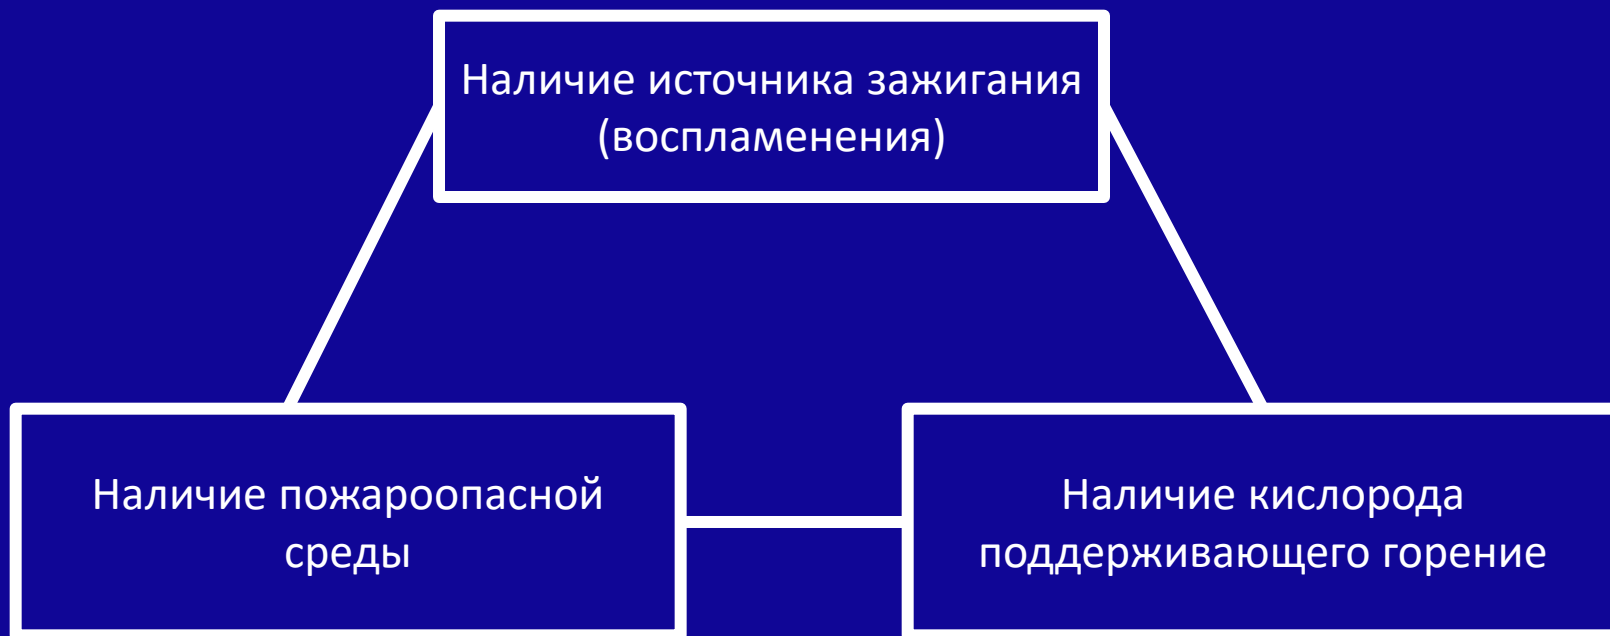 Наличие источника зажигания
(воспламенения)
Наличие пожароопасной
среды
Наличие кислорода
поддерживающего горение